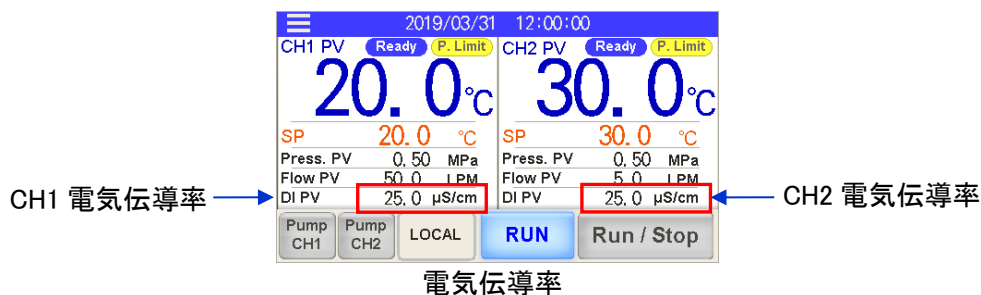 2019/03/31 12:00:00
CH1 PV Ready P. Limit
20.0℃
SP 20.0 ℃
Press. PV 0.50 MPa
Flow PV 50.0 LPM
DI PV 25.0 μS/cm
CH2 PV Ready P. Limit
30.0℃
SP 30.0 ℃
Press. PV 0.50 MPa
Flow PV 5.0 LPM
DI PV 25.0 μS/cm
CH1 電気伝導率
CH2 電気伝導率
Pump CH1
Pump CH2
LOCAL
RUN
Run / Stop
電気伝導率